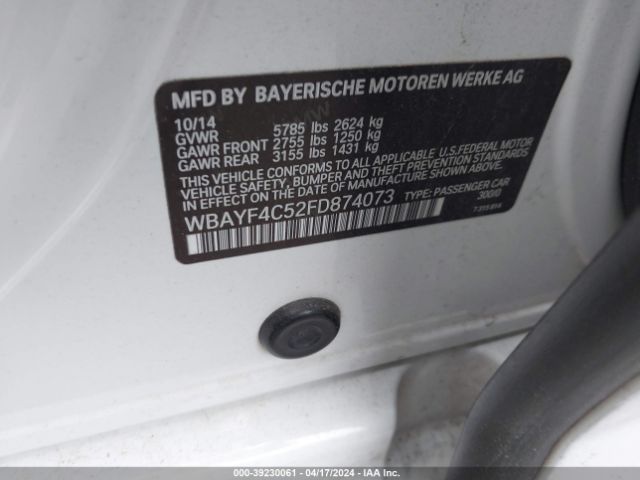 MFD BY BAYERISCHE MOTOREN WERKE AG
10/14
GVWR 5785 lbs 2624 kg
GAWR FRONT 2755 lbs 1250 kg
GAWR REAR 3155 lbs 1431 kg
THIS VEHICLE CONFORMS TO ALL APPLICABLE U.S.FEDERAL MOTOR
VEHICLE SAFETY, BUMPER, AND THEFT PREVENTION STANDARDS
IN EFFECT ON THE DATE OF MANUFACTURE SHOWN ABOVE.
WBAYF4C52FD874073 TYPE: PASSENGER CAR
300/0
000-39230061 - 04/17/2024 - IAA Inc.